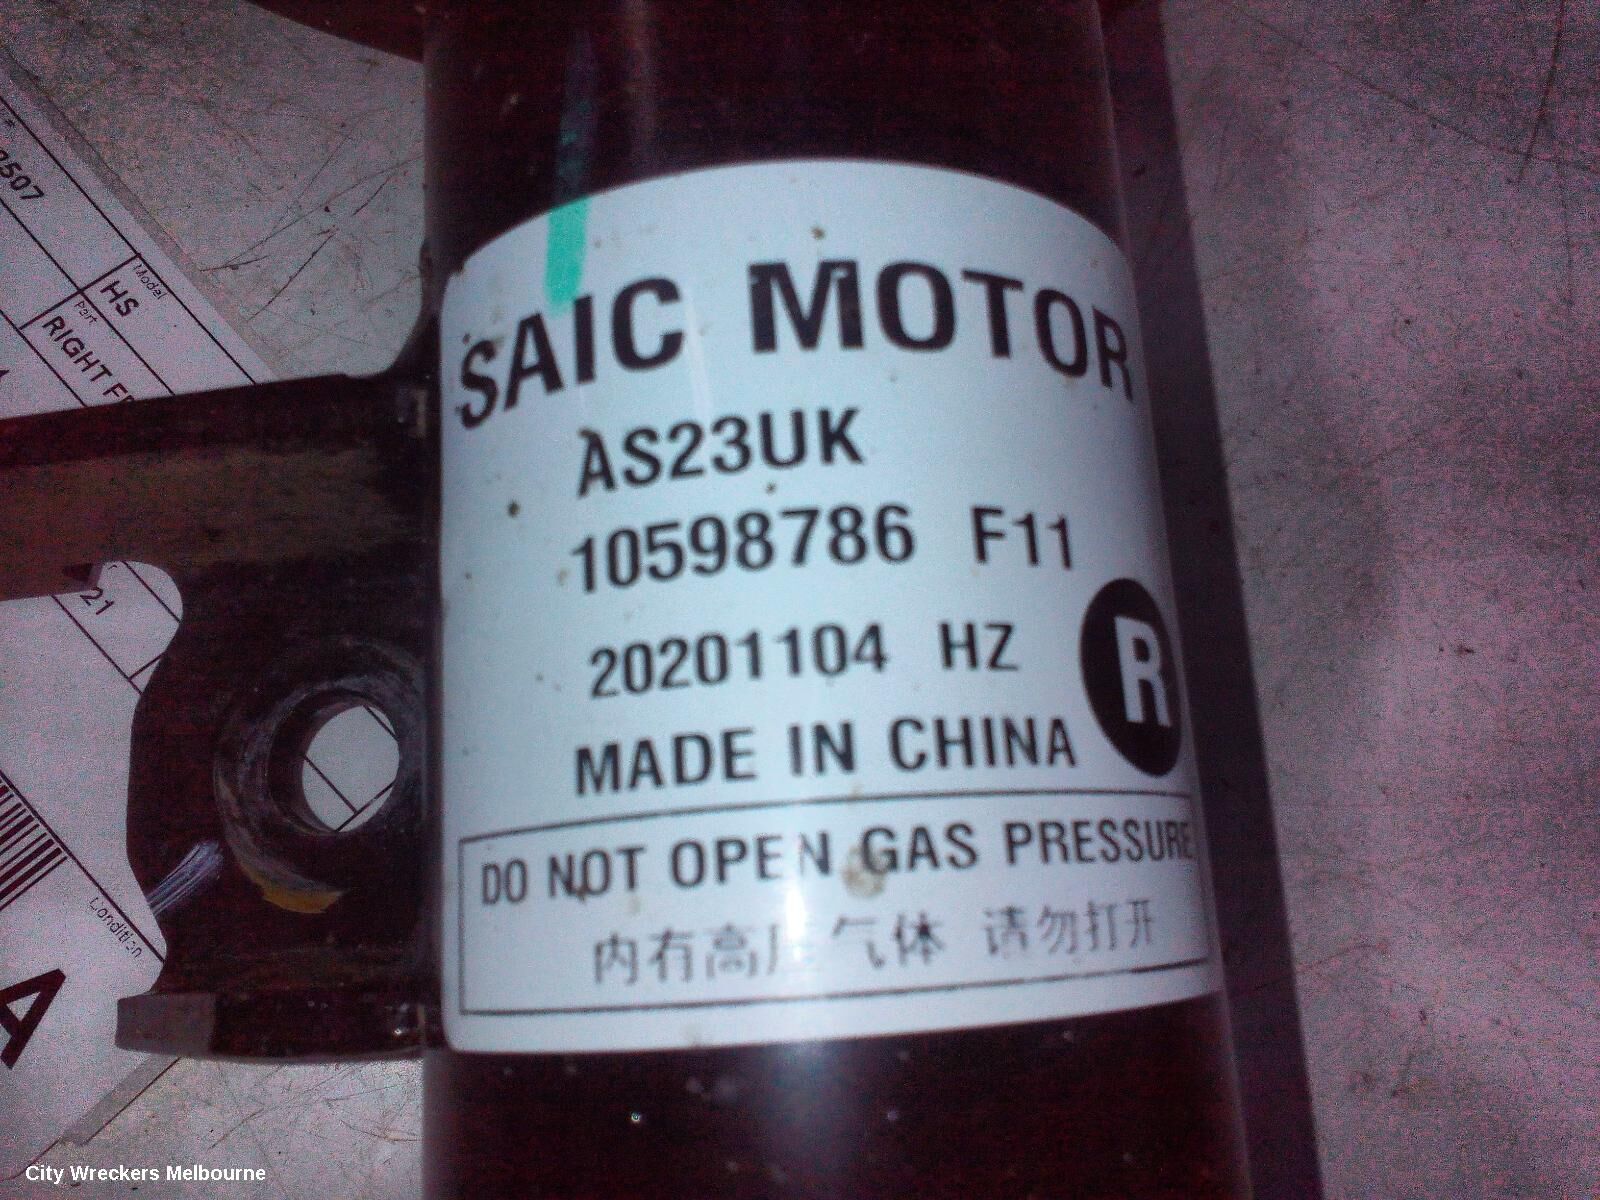 SAIC MOTOR
AS23UK
10598786 F11
20201104 HZ
R
MADE IN CHINA
DO NOT OPEN GAS PRESSURE
内有高压气体 请勿打开
Model
HS
Part
RIGHT
21
Condition
A
City Wreckers Melbourne